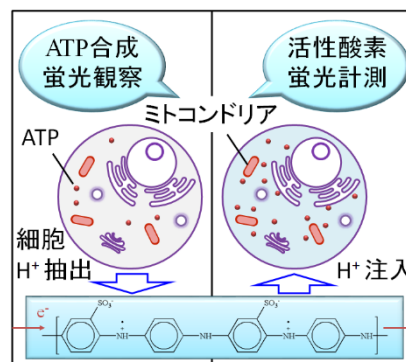 ATP合成
蛍光観察
活性酸素
蛍光計測
ミトコンドリア
ATP
細胞
H⁺ 抽出
H⁺ 注入
SO₃⁻
SO₃⁻
e⁻
NH
NH
NH
NH